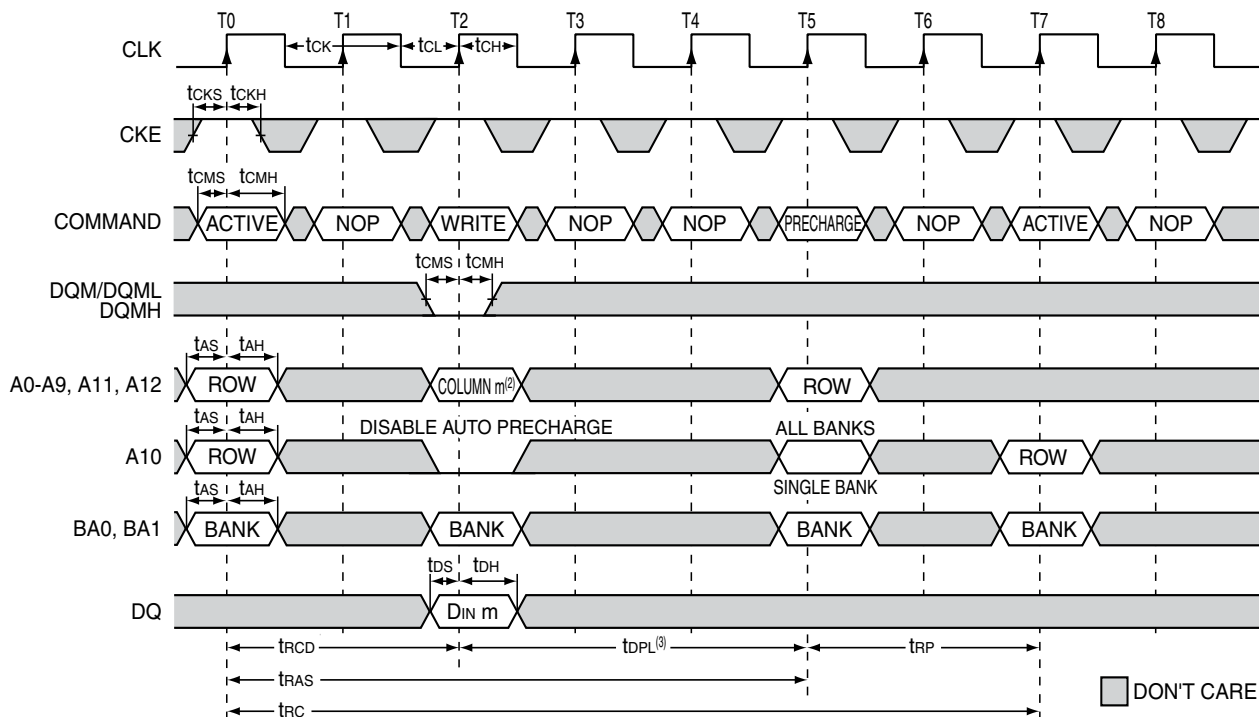 T0 T1 T2 T3 T4 T5 T6 T7 T8
CLK tCK tCL tCH
tCKS tCKH
CKE
tCMS tCMH
COMMAND ACTIVE NOP WRITE NOP NOP PRECHARGE NOP ACTIVE NOP
tCMS tCMH
DQM/DQML
DQMH
tAS tAH
A0-A9, A11, A12 ROW COLUMN m(2) ROW
tAS tAH DISABLE AUTO PRECHARGE ALL BANKS
A10 ROW ROW
tAS tAH SINGLE BANK
BA0, BA1 BANK BANK BANK BANK
tDS tDH
DQ DIN m
tRCD tDPL(3) tRP
tRAS
DON'T CARE
tRC